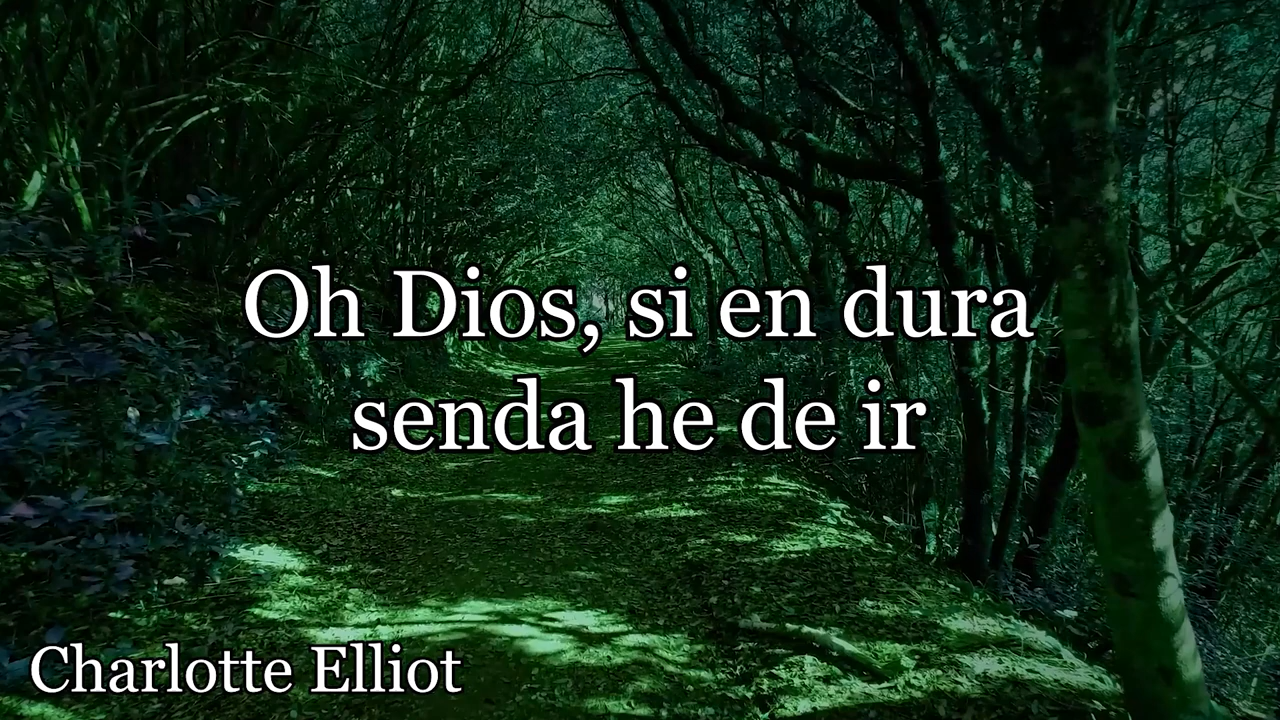 Oh Dios, si en dura
senda he de ir
Charlotte Elliot